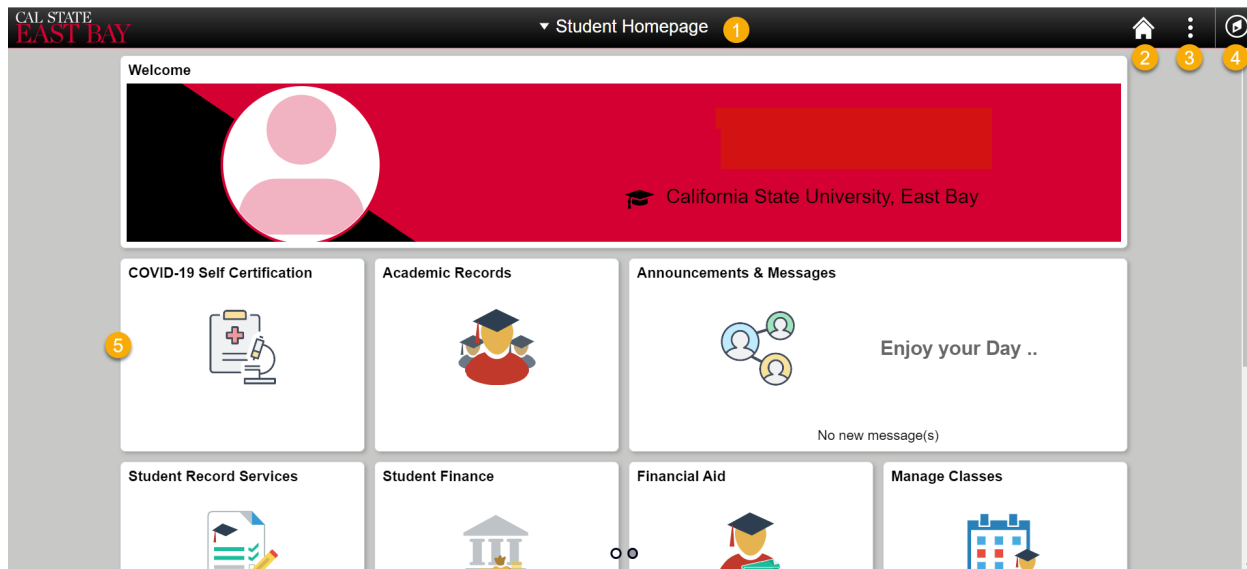 CAL STATE
EAST BAY
Student Homepage
1
2
3
4
Welcome
California State University, East Bay
COVID-19 Self Certification
Academic Records
Announcements & Messages
5
Enjoy your Day ..
No new message(s)
Student Record Services
Student Finance
Financial Aid
Manage Classes